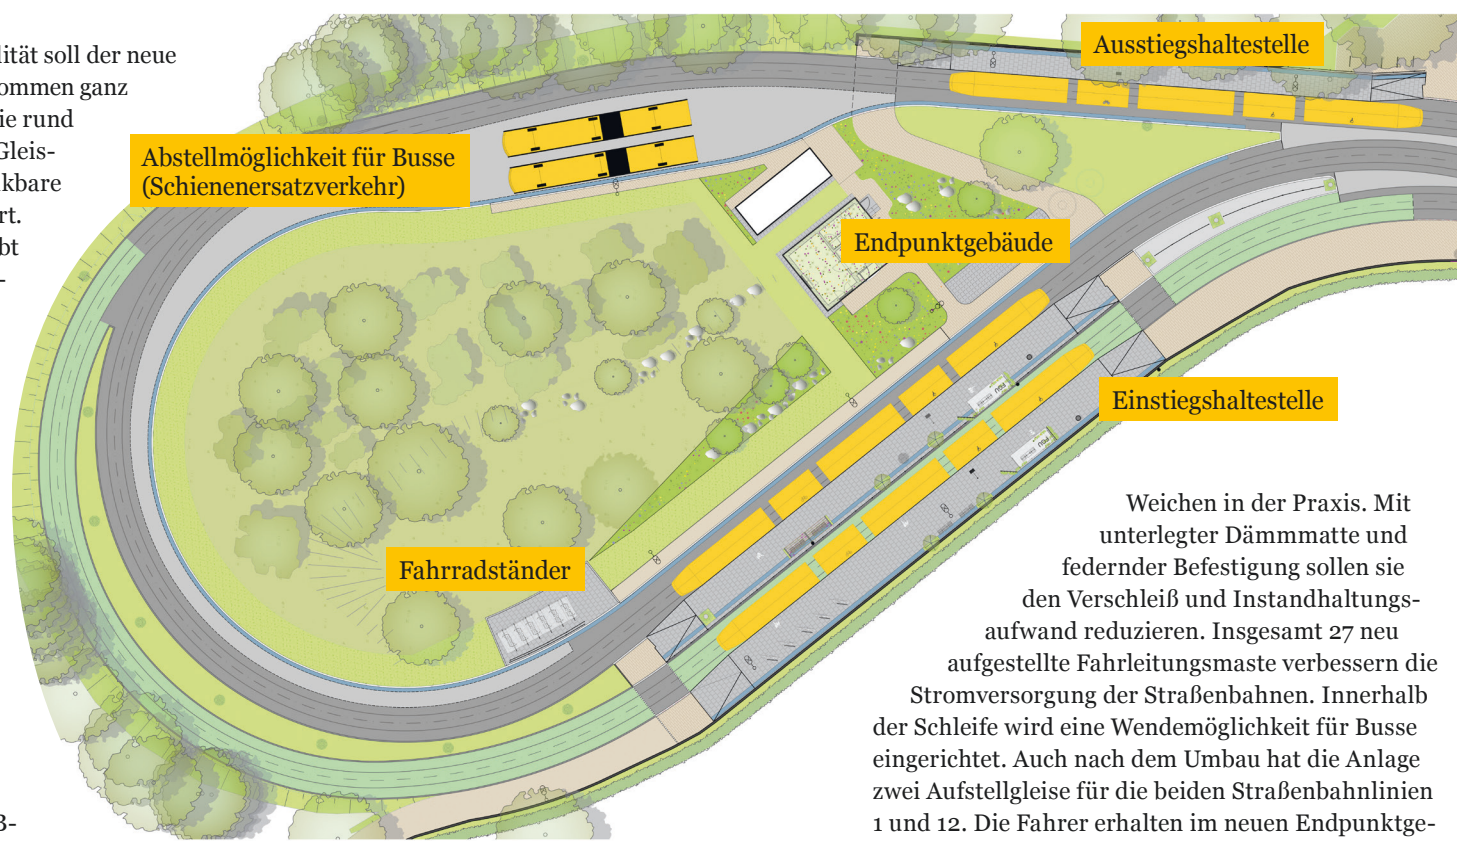 lität soll der neue
ommen ganz
ie rund
Gleis-
kbare
rt.
bt
-
3-
Ausstiegshaltestelle
Abstellmöglichkeit für Busse
(Schienenersatzverkehr)
Endpunktgebäude
Einstiegshaltestelle
Fahrradständer
Weichen in der Praxis. Mit
unterlegter Dämmmatte und
federnder Befestigung sollen sie
den Verschleiß und Instandhaltungs-
aufwand reduzieren. Insgesamt 27 neu
aufgestellte Fahrleitungsmaste verbessern die
Stromversorgung der Straßenbahnen. Innerhalb
der Schleife wird eine Wendemöglichkeit für Busse
eingerichtet. Auch nach dem Umbau hat die Anlage
zwei Aufstellgleise für die beiden Straßenbahnlinien
1 und 12. Die Fahrer erhalten im neuen Endpunktge-